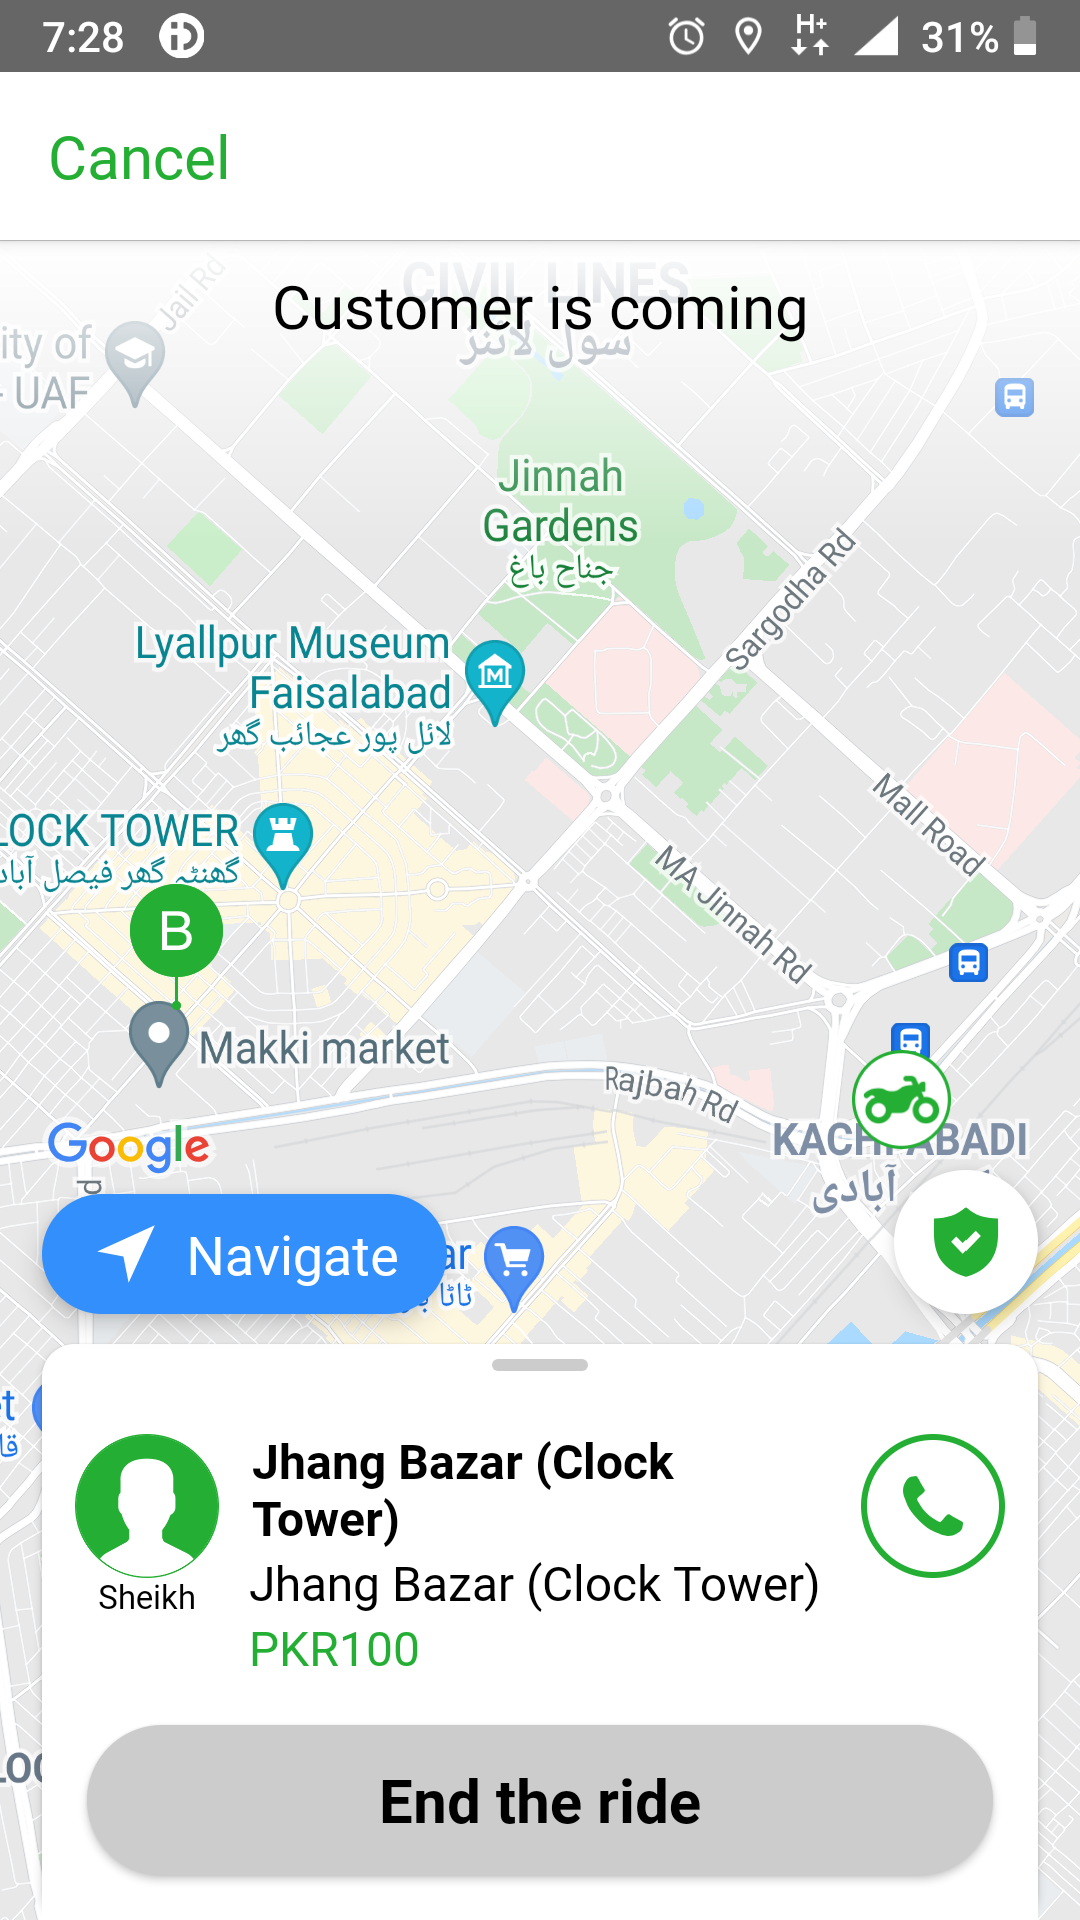 7:28
H+
31%
Cancel
CIVIL LINES
Customer is coming
سول لائنز
Jail Rd
ity of
- UAF
Jinnah
Gardens
جناح باغ
Sargodha Rd
Lyallpur Museum
Faisalabad
لائل پور عجائب گھر
Mall Road
LOCK TOWER
گھنٹہ گھر فیصل آباد
MA Jinnah Rd
B
Makki market
Rajbah Rd
Google
KACHI ABADI
آبادی
Navigate
ar
ٹاٹا
Jhang Bazar (Clock
Tower)
Jhang Bazar (Clock Tower)
Sheikh
PKR100
End the ride